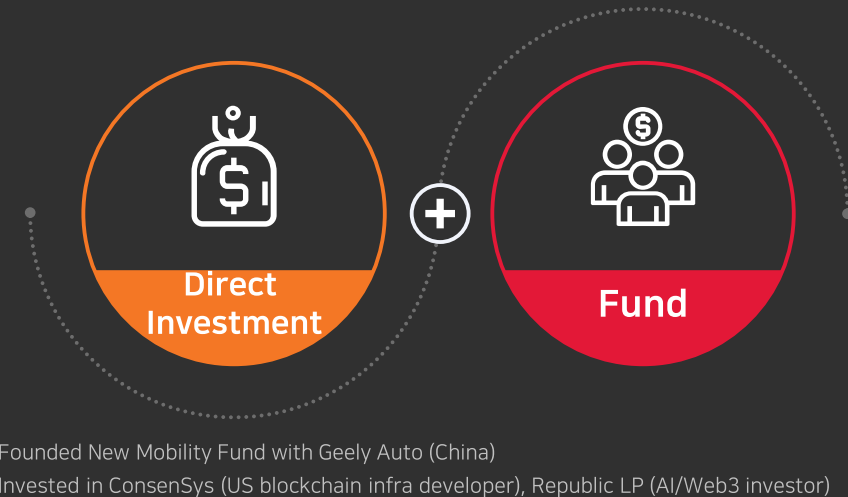 Direct
Investment
Fund
Founded New Mobility Fund with Geely Auto (China)
Invested in ConsenSys (US blockchain infra developer), Republic LP (AI/Web3 investor)